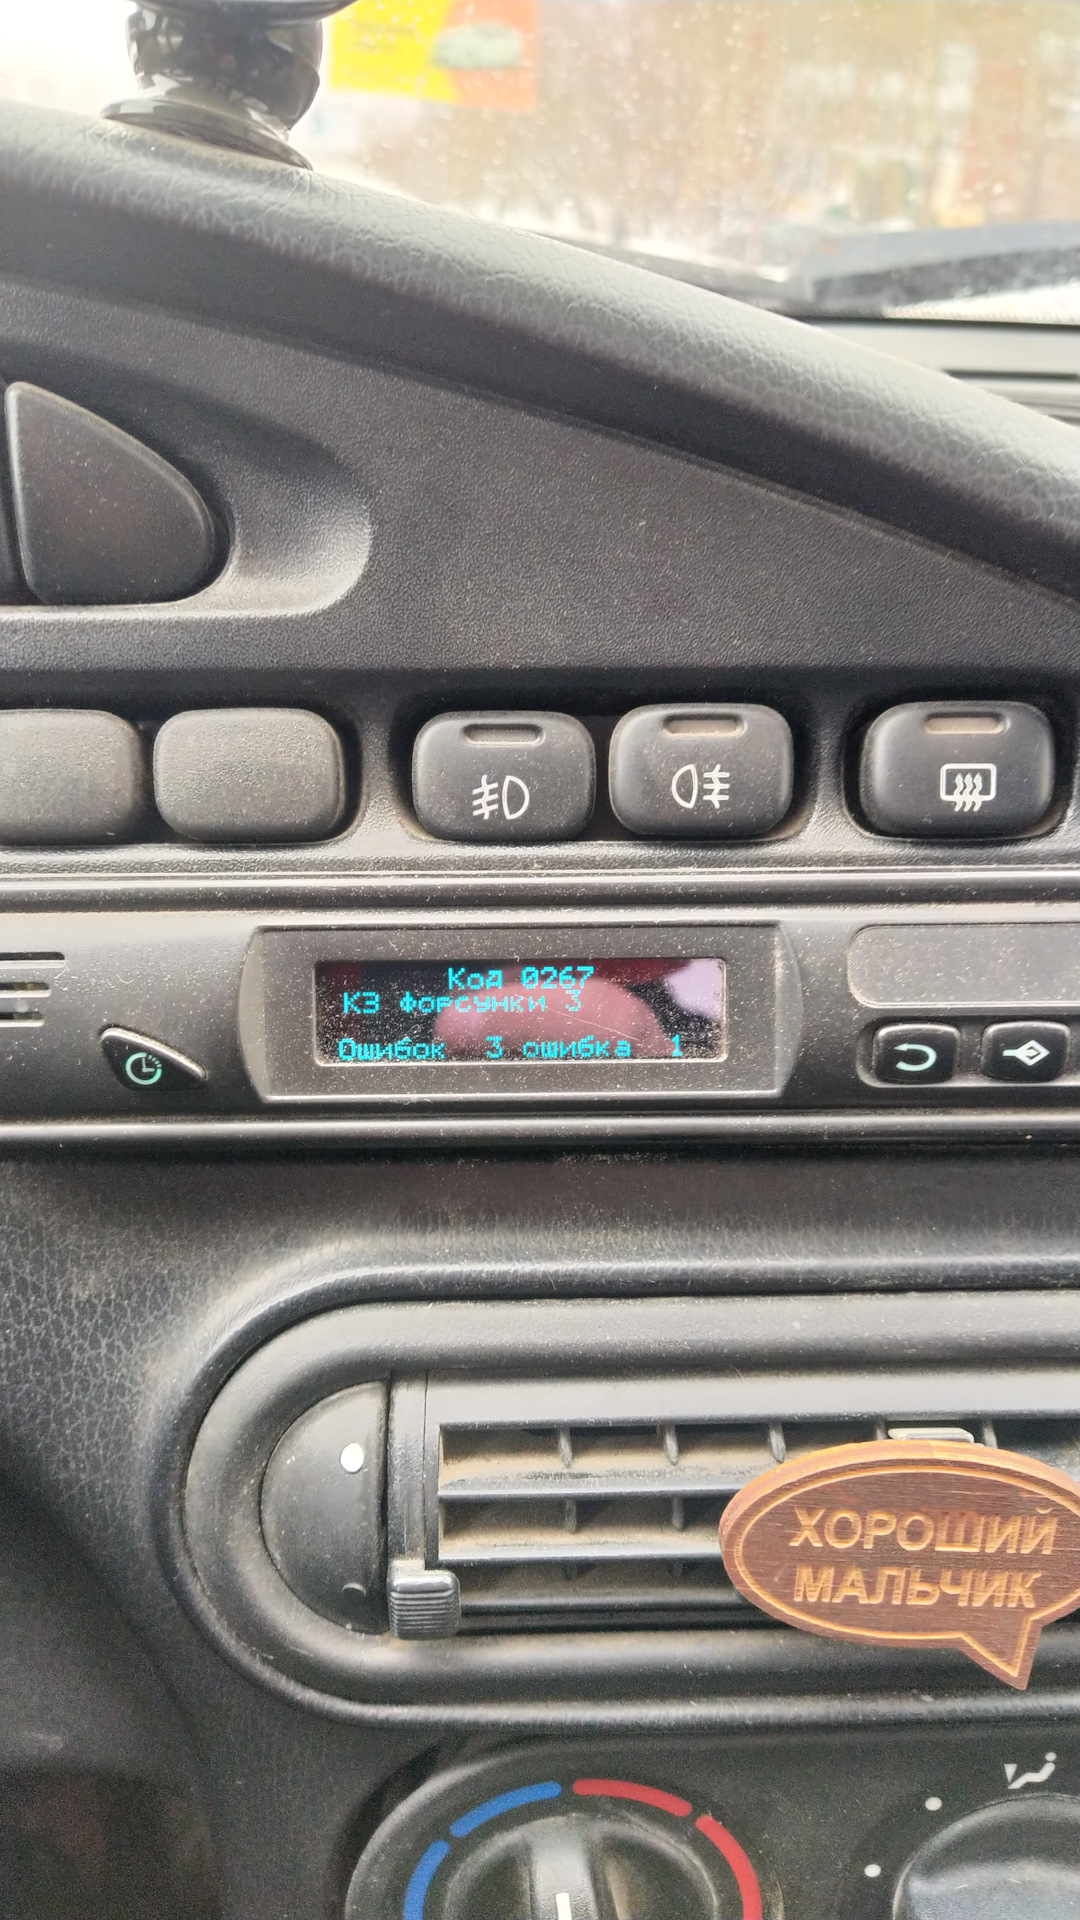 Код 0267
КЗ форсунки 3
Ошибок 3 ошибка 1
ХОРОШИЙ
МАЛЬЧИК